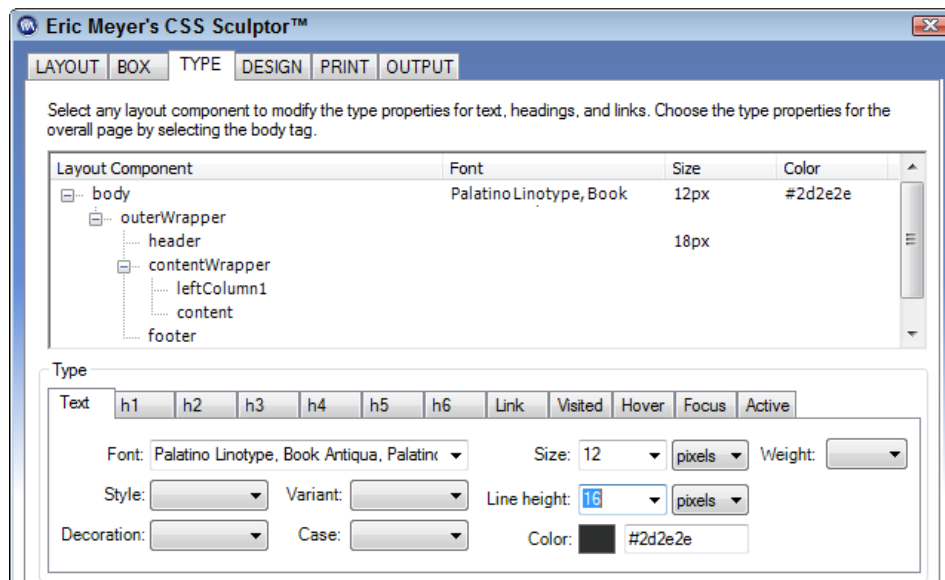 Eric Meyer's CSS Sculptor™
LAYOUT BOX TYPE DESIGN PRINT OUTPUT
Select any layout component to modify the type properties for text, headings, and links. Choose the type properties for the
overall page by selecting the body tag.
Layout Component Font Size Color
body Palatino Linotype, Book 12px #2d2e2e
outerWrapper
header 18px
contentWrapper
leftColumn1
content
footer
Type
Text h1 h2 h3 h4 h5 h6 Link Visited Hover Focus Active
Font: Palatino Linotype, Book Antiqua, Palatino Size: 12 pixels Weight:
Style: Variant: Line height: 16 pixels
Decoration: Case: Color: #2d2e2e